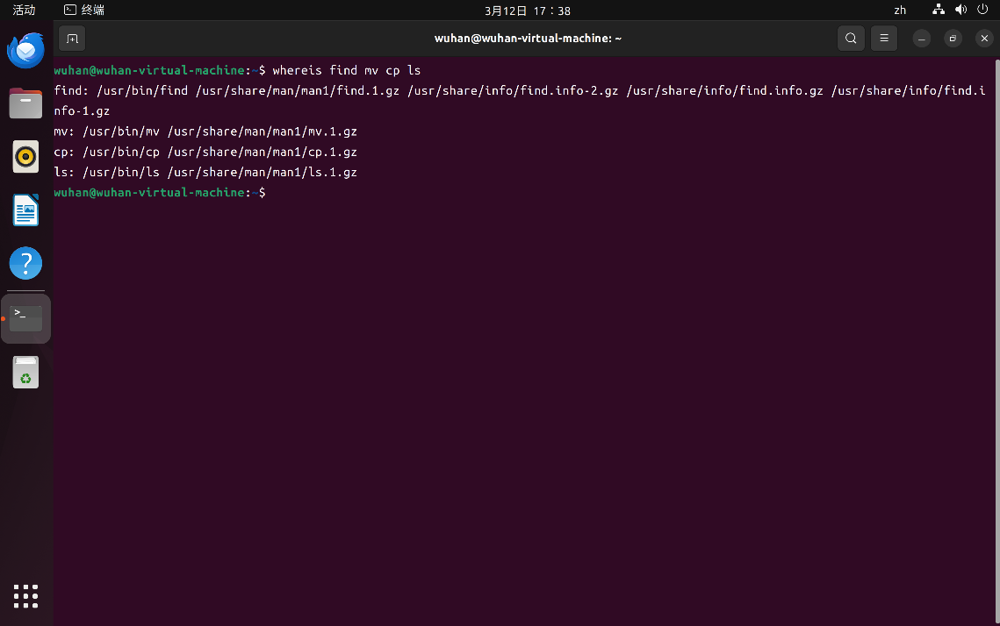 活动 终端 3月12日 17：38 zh
wuhan@wuhan-virtual-machine: ~
wuhan@wuhan-virtual-machine:~$ whereis find mv cp ls
find: /usr/bin/find /usr/share/man/man1/find.1.gz /usr/share/info/find.info-2.gz /usr/share/info/find.info.gz /usr/share/info/find.i
nfo-1.gz
mv: /usr/bin/mv /usr/share/man/man1/mv.1.gz
cp: /usr/bin/cp /usr/share/man/man1/cp.1.gz
ls: /usr/bin/ls /usr/share/man/man1/ls.1.gz
wuhan@wuhan-virtual-machine:~$